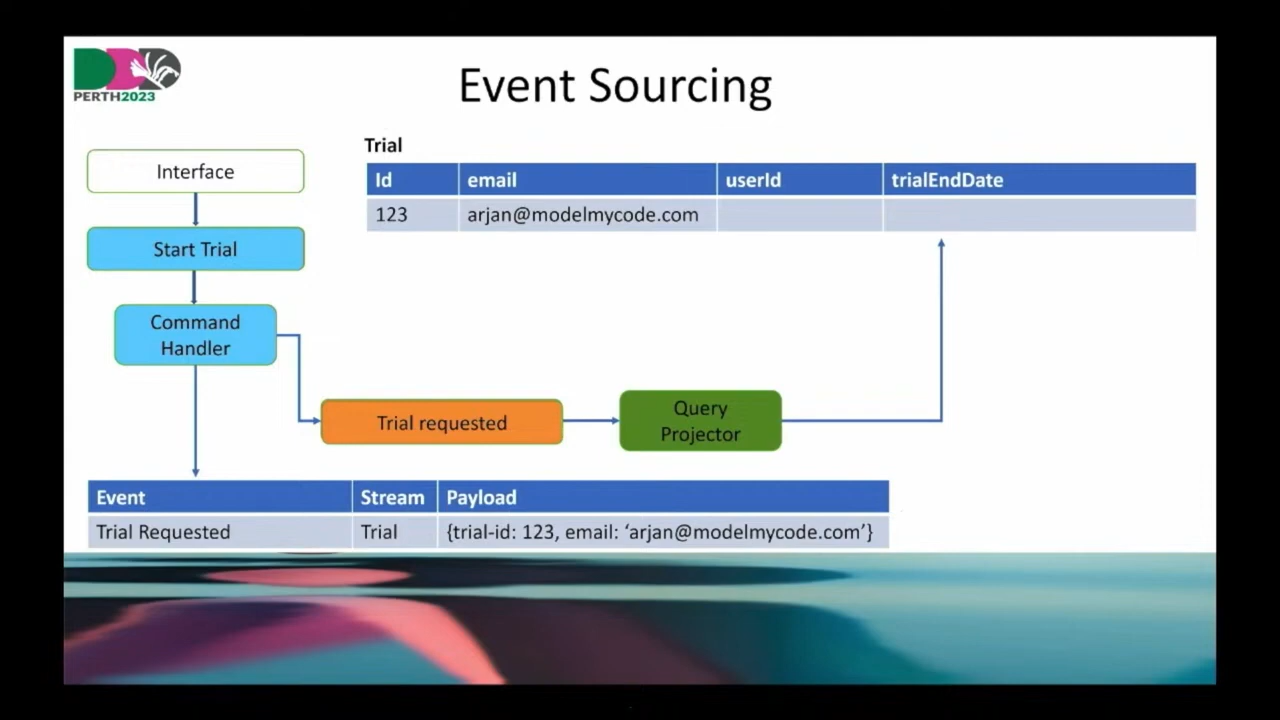 DDD
PERTH2023
Event Sourcing
Interface
Start Trial
Command
Handler
Trial
Id email userId trialEndDate
123 arjan@modelmycode.com
Trial requested
Query
Projector
Event Stream Payload
Trial Requested Trial {trial-id: 123, email: ‘arjan@modelmycode.com’}